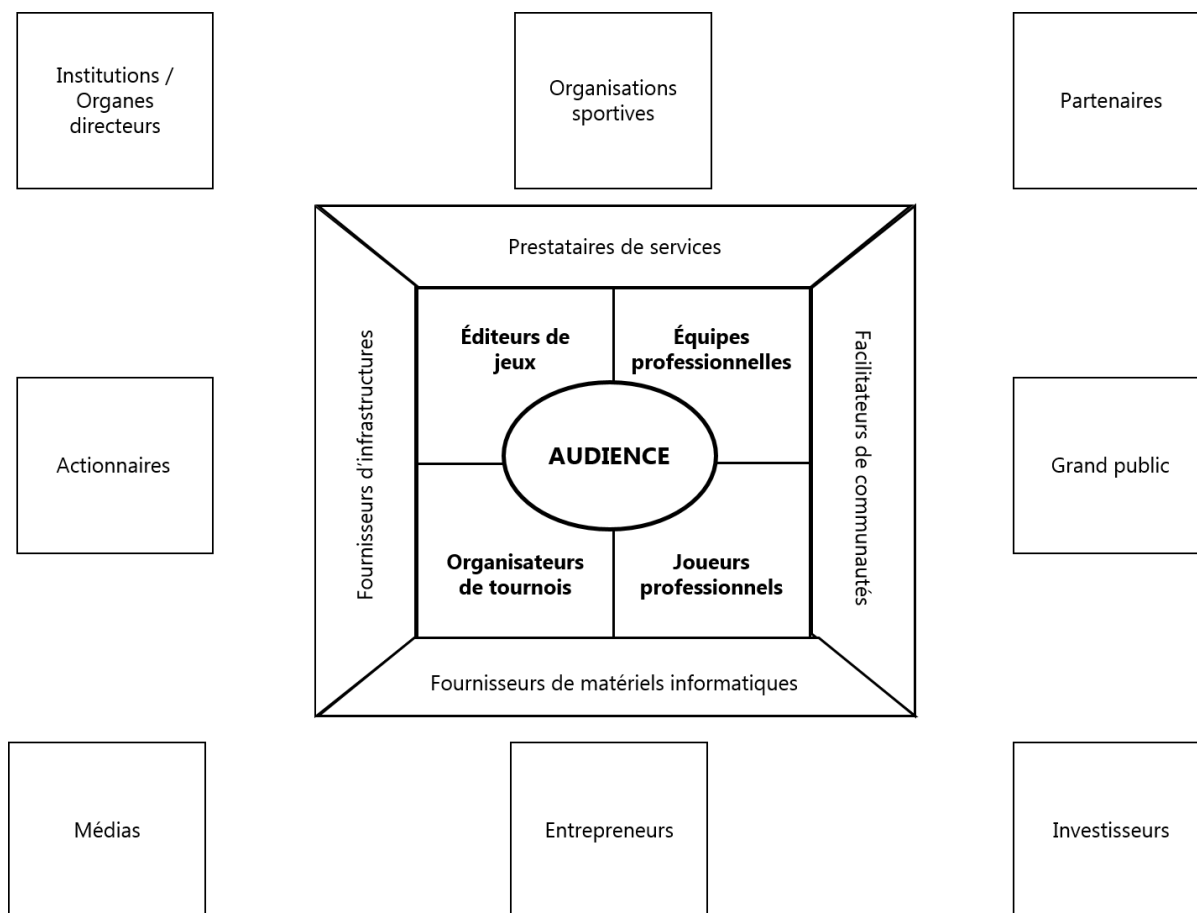 Institutions /
Organes
directeurs
Organisations
sportives
Partenaires
Prestataires de services
Fournisseurs d’infrastructures
Éditeurs de
jeux
Équipes
professionnelles
Facilitateurs de communautés
AUDIENCE
Actionnaires
Grand public
Organisateurs
de tournois
Joueurs
professionnels
Fournisseurs de matériels informatiques
Médias
Entrepreneurs
Investisseurs